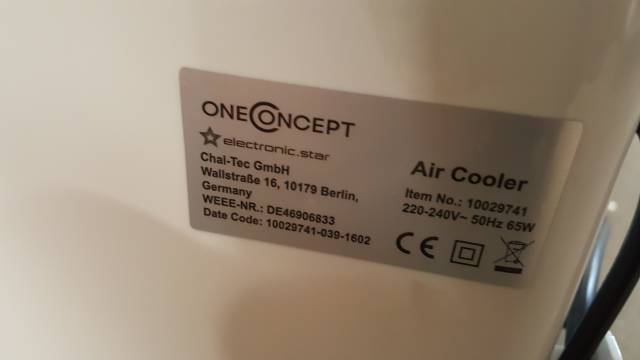 ONECONCEPT
electronic.star
Chal-Tec GmbH
Wallstraße 16, 10179 Berlin,
Germany
WEEE-NR.: DE46906833
Date Code: 10029741-039-1602
Air Cooler
Item No.: 10029741
220-240V~ 50Hz 65W
CE